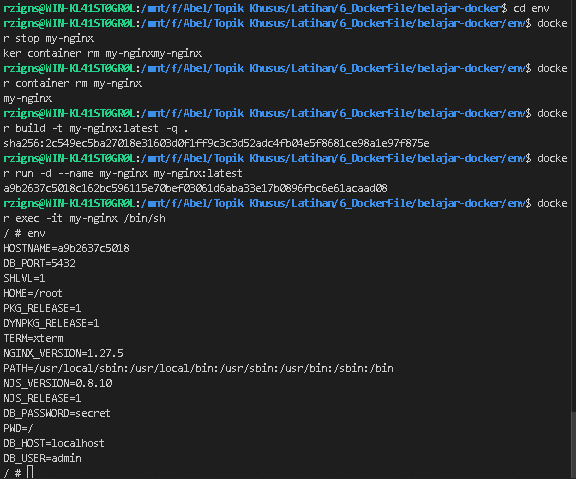 rzigns@WIN-KL41ST0GR0L:/mnt/f/Abel/Topik Khusus/Latihan/6_DockerFile/belajar-docker$ cd env
rzigns@WIN-KL41ST0GR0L:/mnt/f/Abel/Topik Khusus/Latihan/6_DockerFile/belajar-docker/env$ docke
r stop my-nginx
ker container rm my-nginxmy-nginx
rzigns@WIN-KL41ST0GR0L:/mnt/f/Abel/Topik Khusus/Latihan/6_DockerFile/belajar-docker/env$ docke
r container rm my-nginx
my-nginx
rzigns@WIN-KL41ST0GR0L:/mnt/f/Abel/Topik Khusus/Latihan/6_DockerFile/belajar-docker/env$ docke
r build -t my-nginx:latest -q .
sha256:2c549ec5ba27018e31603d0f1ff9c3c3d52adc4fb04e5f8681ce98a1e97f875e
rzigns@WIN-KL41ST0GR0L:/mnt/f/Abel/Topik Khusus/Latihan/6_DockerFile/belajar-docker/env$ docke
r run -d --name my-nginx my-nginx:latest
a9b2637c5018c162bc596115e70bef03061d6aba33e17b0896fbc6e61acaad08
rzigns@WIN-KL41ST0GR0L:/mnt/f/Abel/Topik Khusus/Latihan/6_DockerFile/belajar-docker/env$ docke
r exec -it my-nginx /bin/sh
/ # env
HOSTNAME=a9b2637c5018
DB_PORT=5432
SHLVL=1
HOME=/root
PKG_RELEASE=1
DYNPKG_RELEASE=1
TERM=xterm
NGINX_VERSION=1.27.5
PATH=/usr/local/sbin:/usr/local/bin:/usr/sbin:/usr/bin:/sbin:/bin
NJS_VERSION=0.8.10
NJS_RELEASE=1
DB_PASSWORD=secret
PWD=/
DB_HOST=localhost
DB_USER=admin
/ #